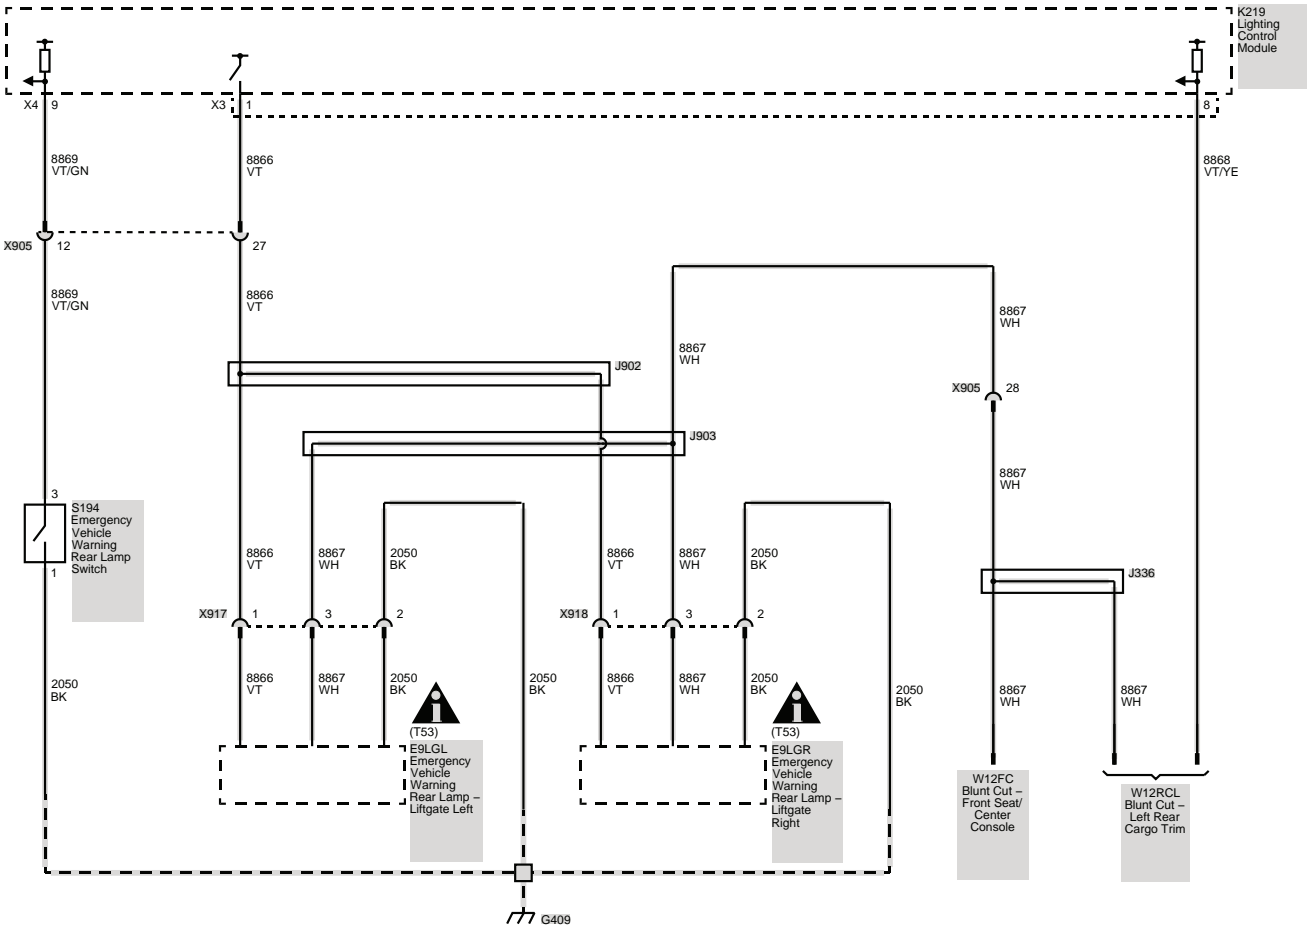 K219
Lighting
Control
Module
X4 9
X3 1
8
8869
VT/GN
8866
VT
8868
VT/YE
X905 12
27
8869
VT/GN
8866
VT
8867
WH
8867
WH
J902
X905 28
J903
8867
WH
3
S194
Emergency
Vehicle
Warning
Rear Lamp
Switch
1
8866
VT
8867
WH
2050
BK
8866
VT
8867
WH
2050
BK
J336
X917 1 3 2
X918 1 3 2
2050
BK
8866
VT
8867
WH
2050
BK
2050
BK
8866
VT
8867
WH
2050
BK
2050
BK
8867
WH
8867
WH
i
(T53)
E9LGL
Emergency
Vehicle
Warning
Rear Lamp –
Liftgate Left
i
(T53)
E9LGR
Emergency
Vehicle
Warning
Rear Lamp –
Liftgate
Right
W12FC
Blunt Cut –
Front Seat/
Center
Console
W12RCL
Blunt Cut –
Left Rear
Cargo Trim
G409